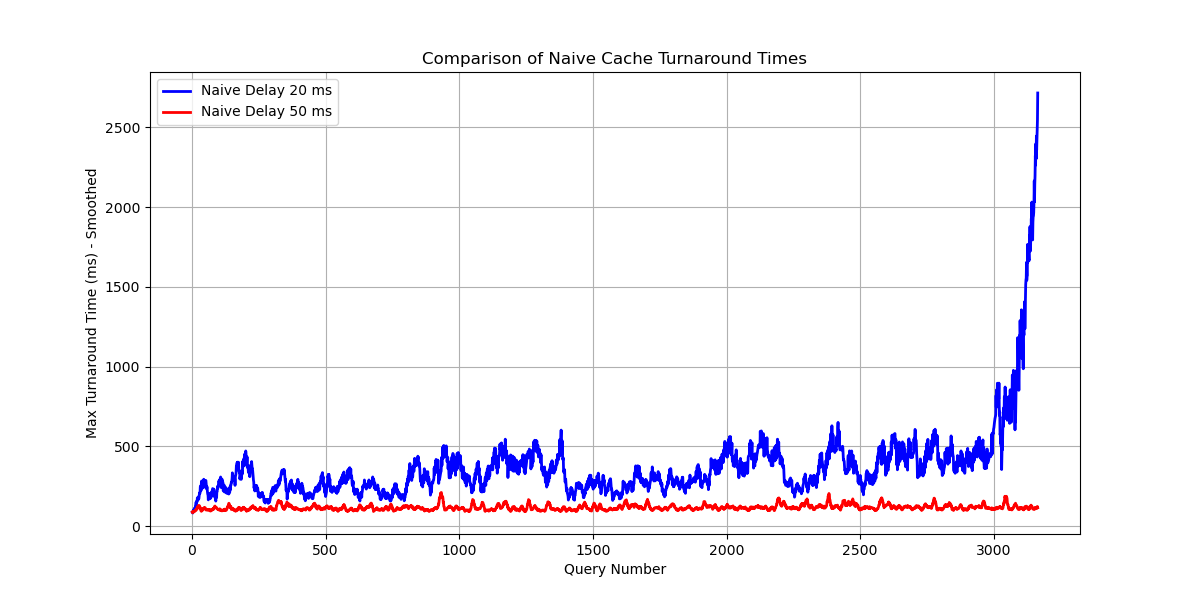 Comparison of Naive Cache Turnaround Times
Naive Delay 20 ms
Naive Delay 50 ms
Max Turnaround Time (ms) - Smoothed
2500
2000
1500
1000
500
0
0 500 1000 1500 2000 2500 3000
Query Number